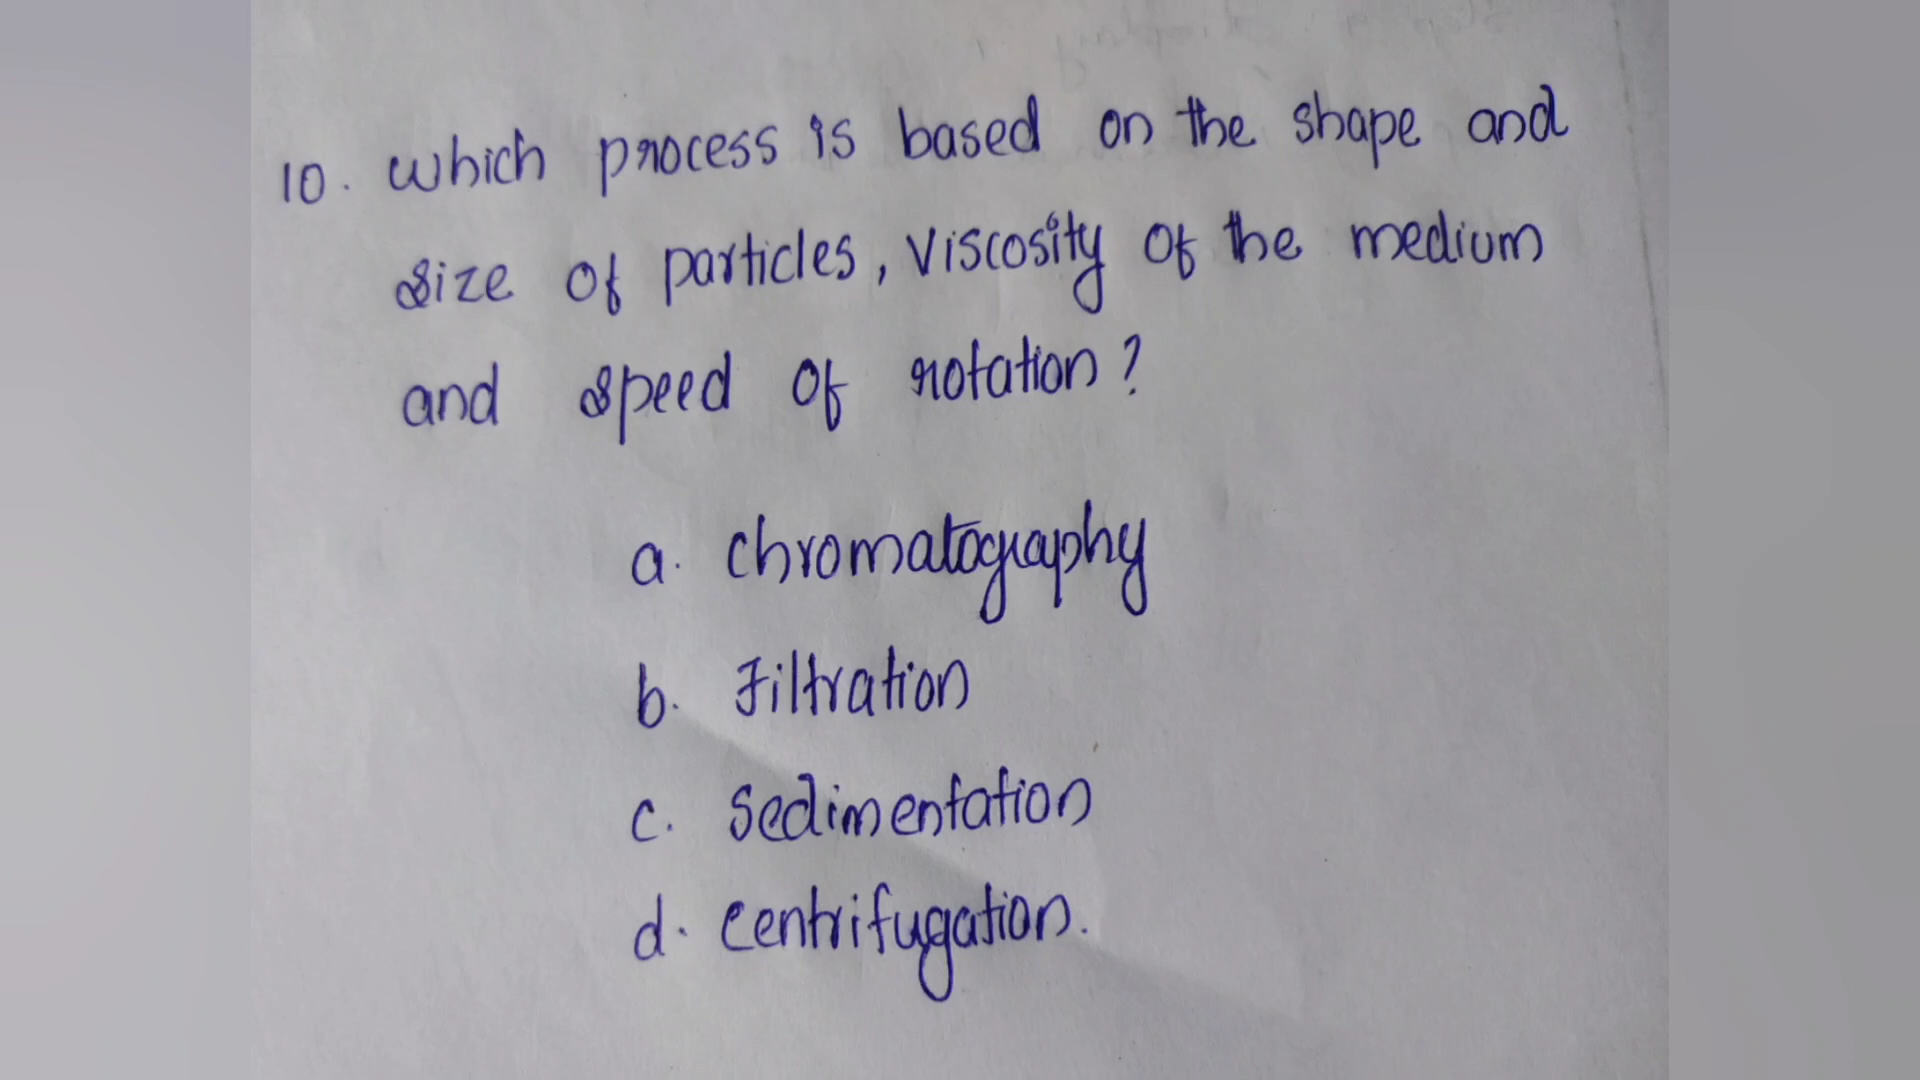 10. which process is based on the shape and
size of particles, viscosity of the medium
and speed of rotation?
a. chromatography
b. Filtration
c. Sedimentation
d. Centrifugation.